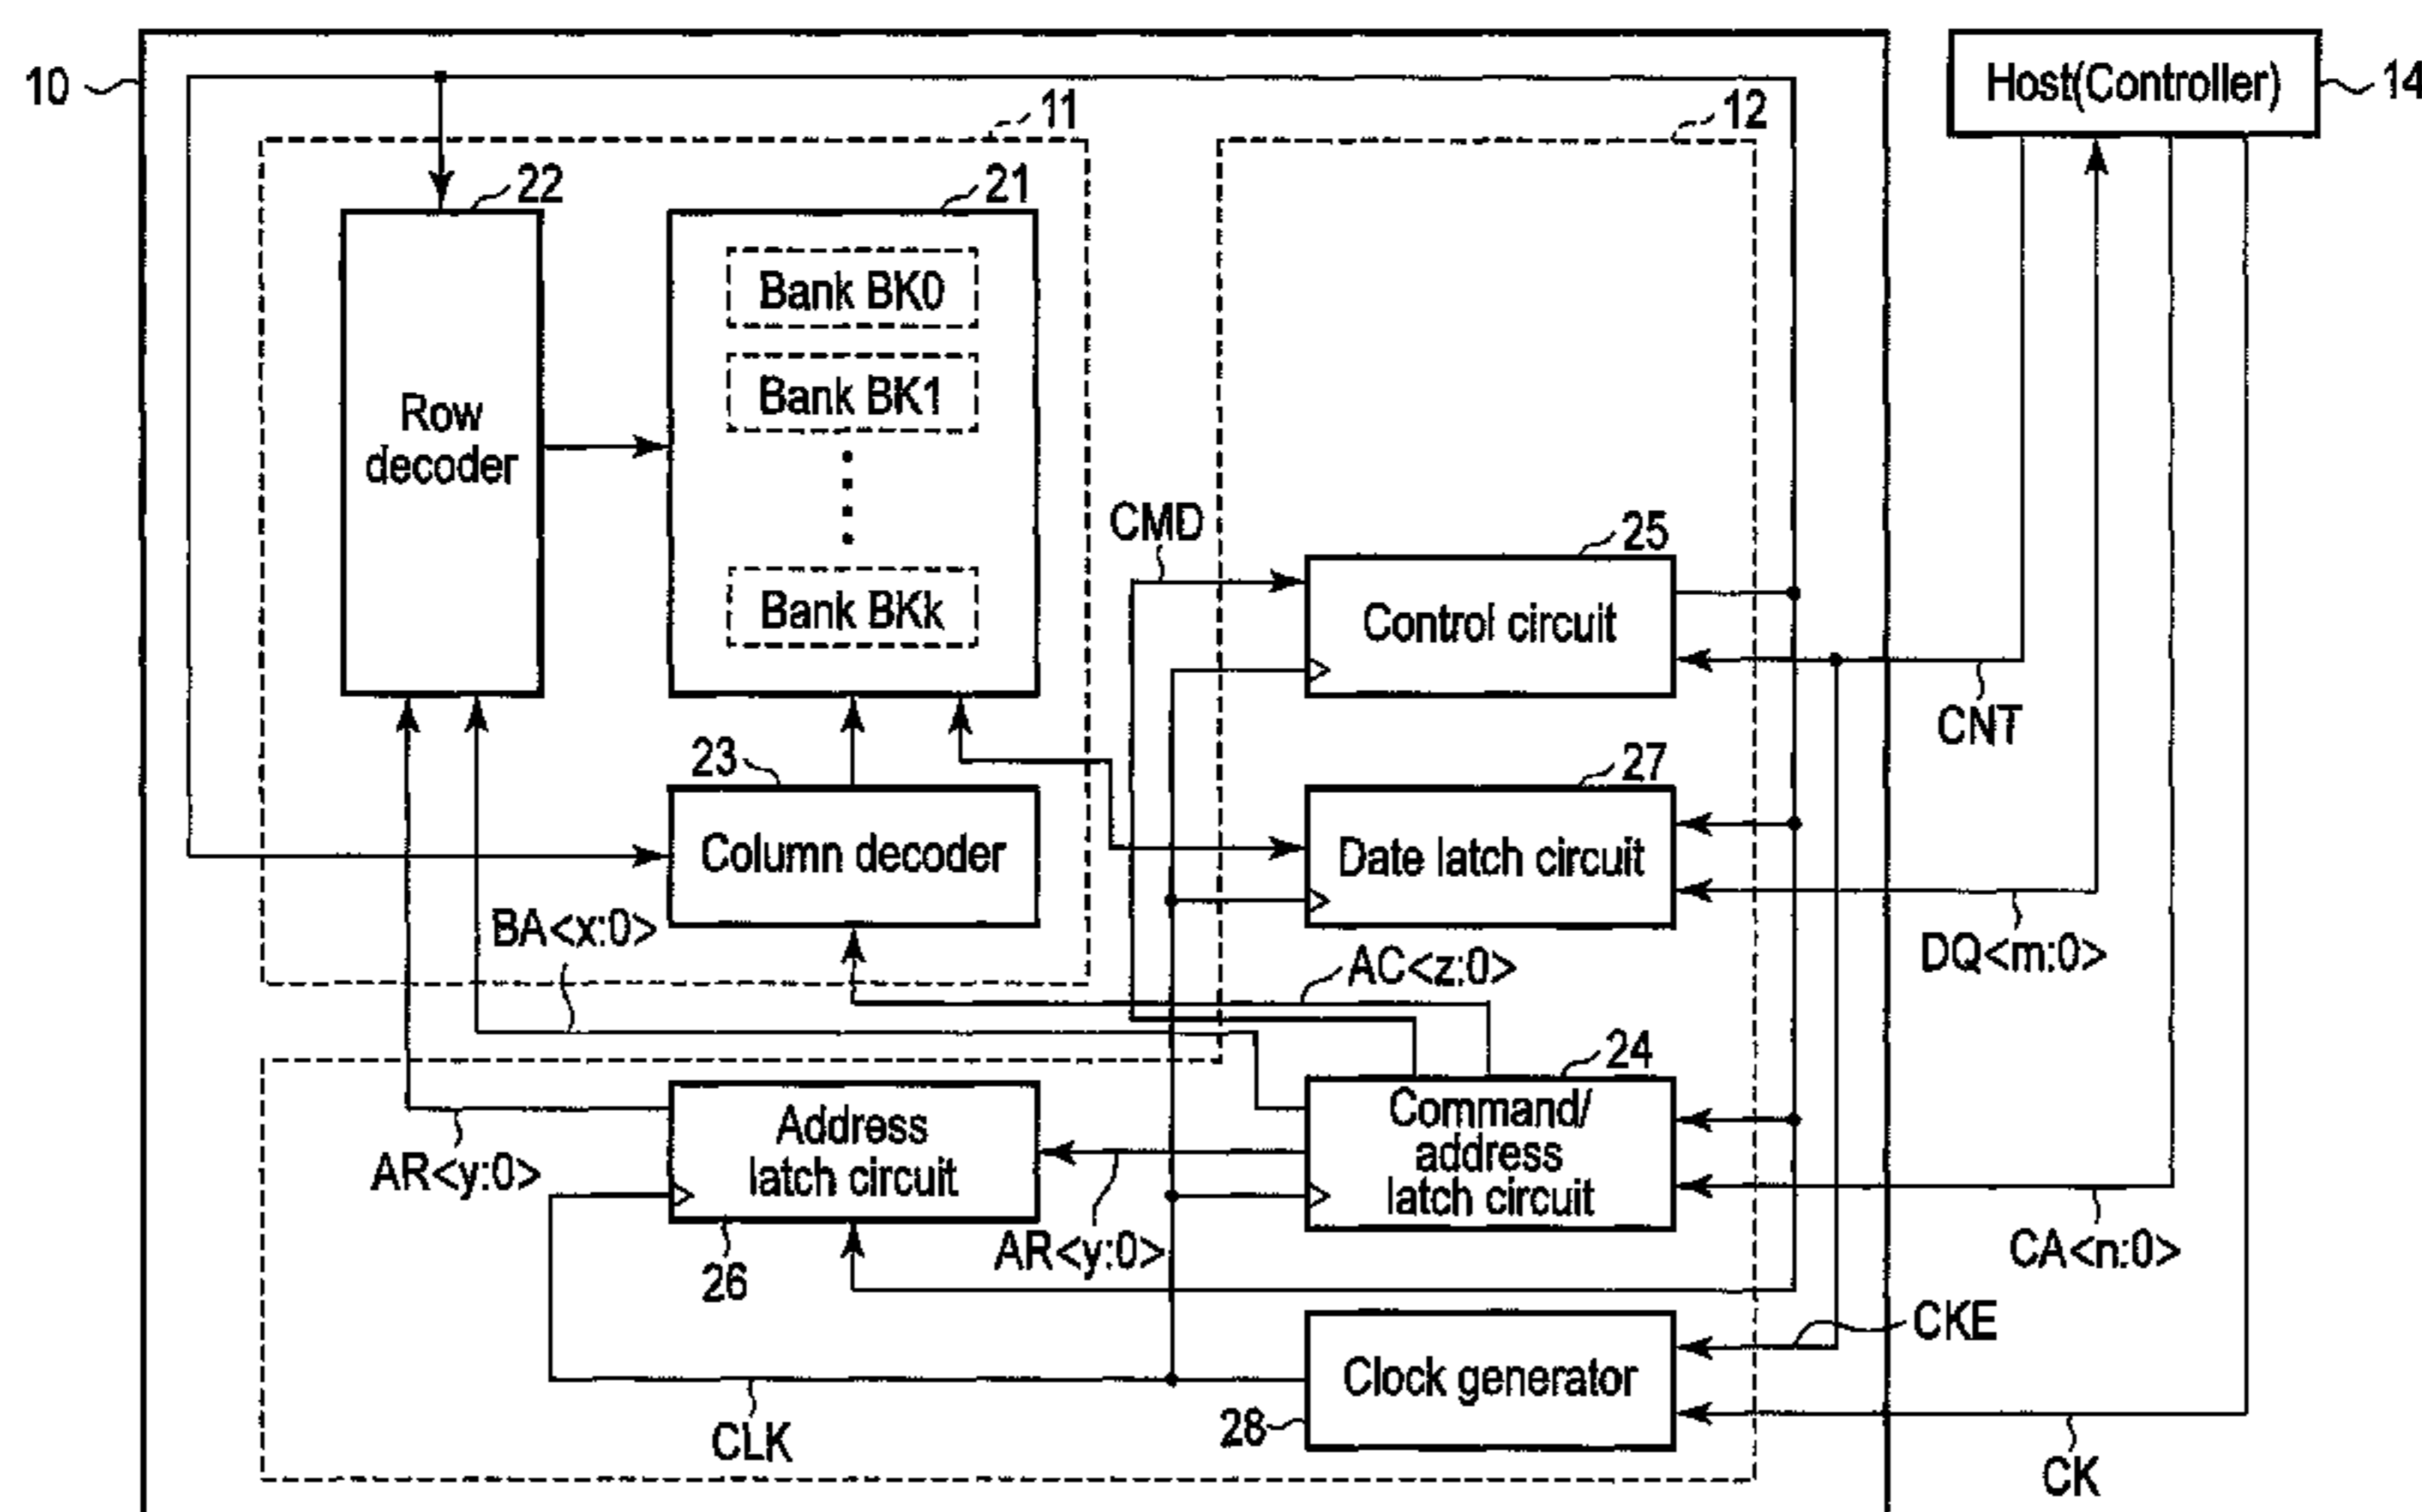 10
Host(Controller)
14
11
12
22
21
Bank BK0
Bank BK1
Row
decoder
CMD
25
Bank BKk
Control circuit
CNT
23
27
Column decoder
Date latch circuit
BA<x:0>
AC<z:0>
DQ<m:0>
24
Address
latch circuit
Command/
address
latch circuit
AR<y:0>
AR<y:0>
CA<n:0>
26
CKE
Clock generator
28
CLK
CK